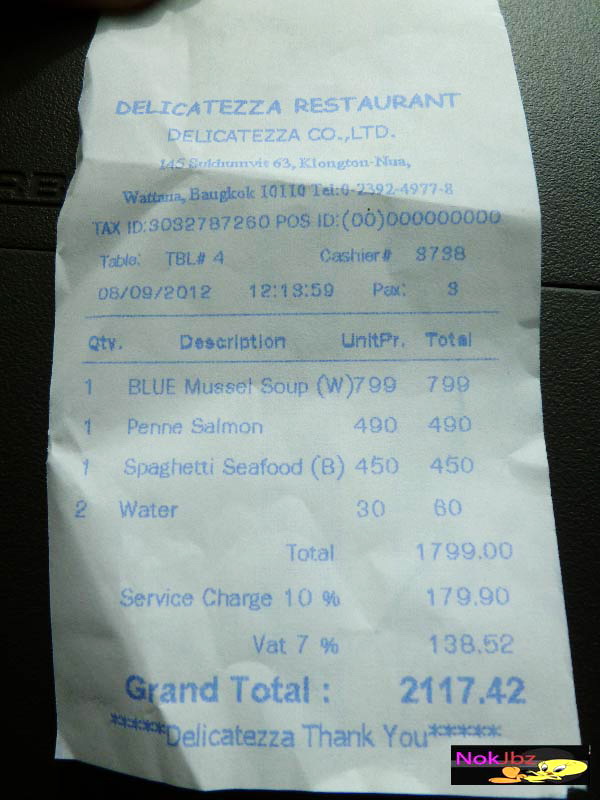 DELICATEZZA RESTAURANT
DELICATEZZA CO.,LTD.
145 Sukhumvit 63, Klongton-Nua,
Wattana, Bangkok 10110 Tel:0-2392-4977-8
TAX ID:3032787260 POS ID:(00)000000000
Table: TBL# 4 Cashier# 3738
08/09/2012 12:13:59 Pax: 3
Qty. Description UnitPr. Total
1 BLUE Mussel Soup (W)799 799
1 Penne Salmon 490 490
1 Spaghetti Seafood (B) 450 450
2 Water 30 60
Total 1799.00
Service Charge 10 % 179.90
Vat 7 % 138.52
Grand Total : 2117.42
*****Delicatezza Thank You*****
NokJbz